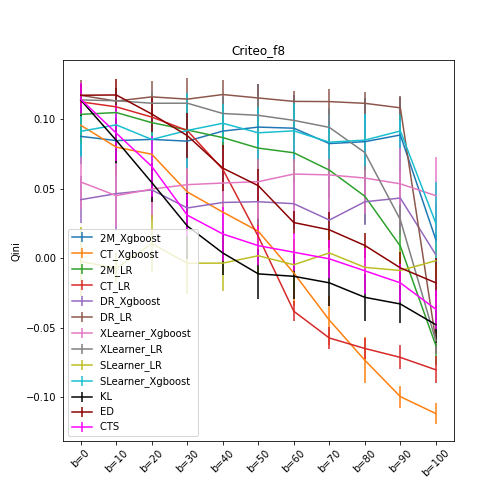 Criteo_f8
Qini
0.10
0.05
0.00
−0.05
−0.10
2M_Xgboost
CT_Xgboost
2M_LR
CT_LR
DR_Xgboost
DR_LR
XLearner_Xgboost
XLearner_LR
SLearner_LR
SLearner_Xgboost
KL
ED
CTS
b=0
b=10
b=20
b=30
b=40
b=50
b=60
b=70
b=80
b=90
b=100